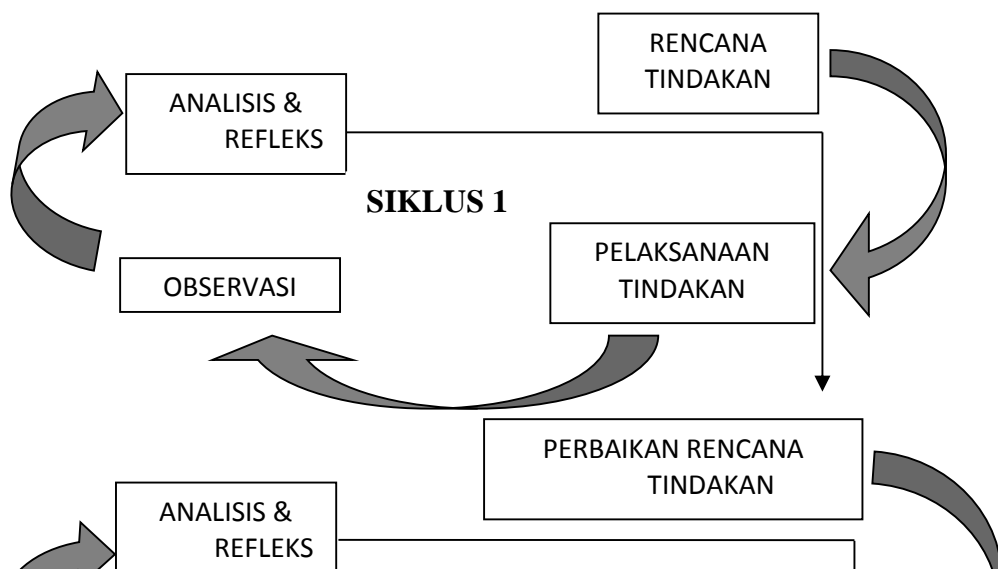 RENCANA
TINDAKAN
ANALISIS &
REFLEKS
SIKLUS 1
PELAKSANAAN
TINDAKAN
OBSERVASI
PERBAIKAN RENCANA
TINDAKAN
ANALISIS &
REFLEKS